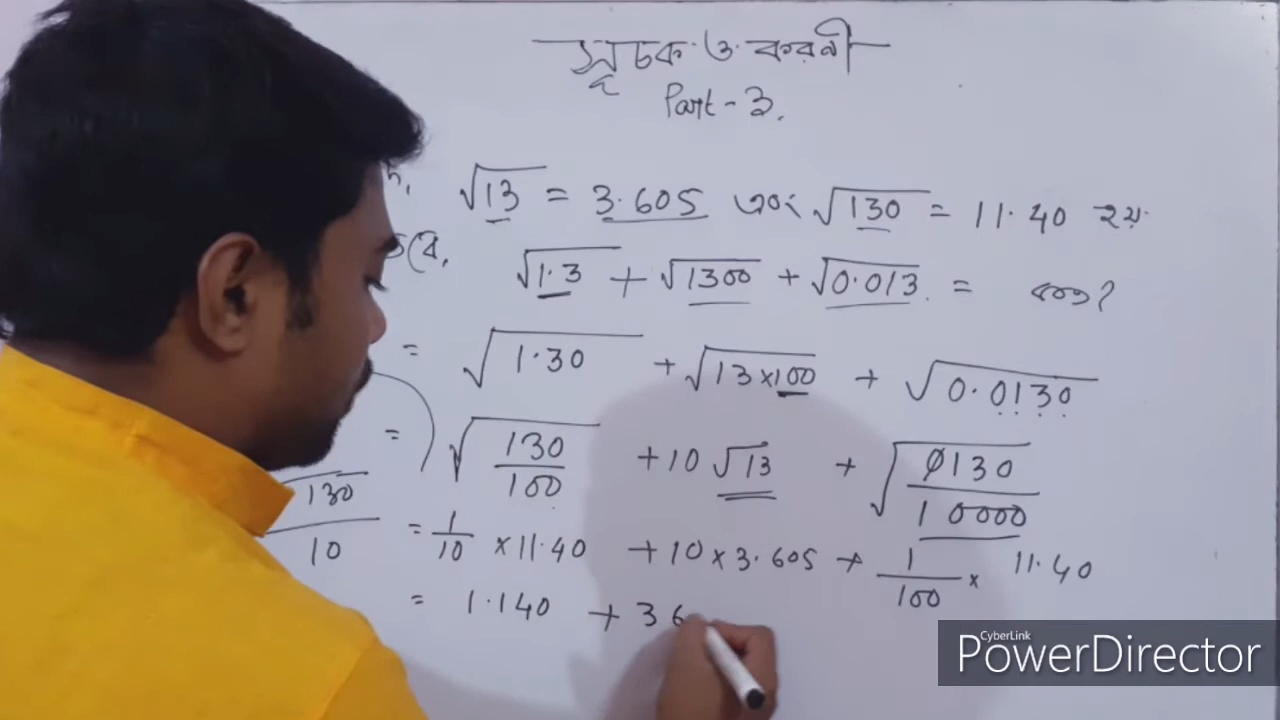 সূচক ও করণী
Part - 3.
√13 = 3.605 এবং √130 = 11.40 হয়
√1.3 + √1300 + √0.013 = কত?
= √1.30 + √13×100 + √0.0130
= √130/100 + 10√13 + √0130/10000
130/10
= 1/10 × 11.40 + 10 × 3.605 + 1/100 × 11.40
= 1.140 + 36
CyberLink
PowerDirector